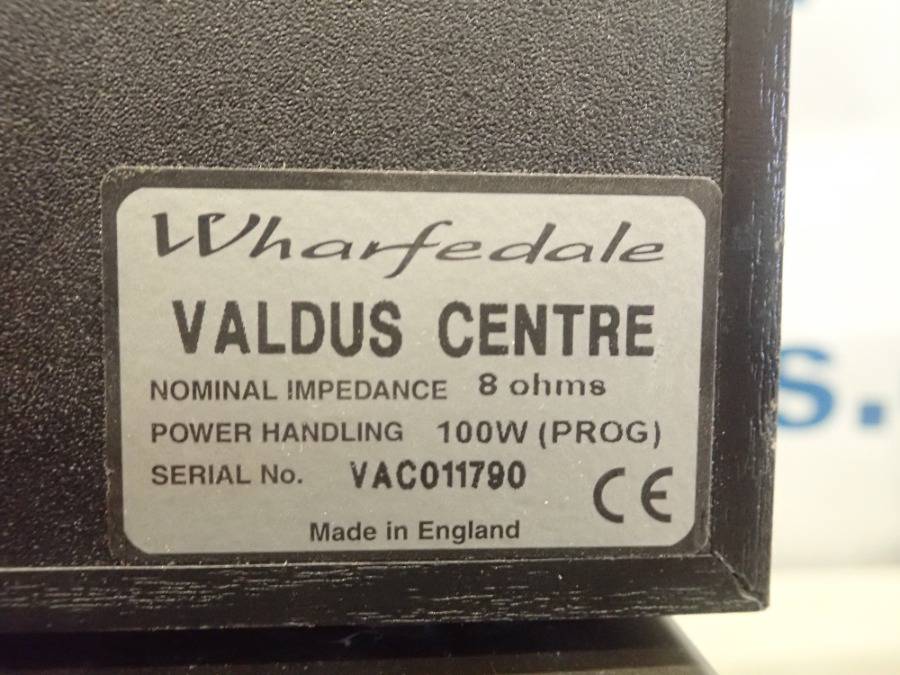 Wharfedale
VALDUS CENTRE
NOMINAL IMPEDANCE 8 ohms
POWER HANDLING 100W (PROG)
SERIAL No. VAC011790
CE
Made in England
s.